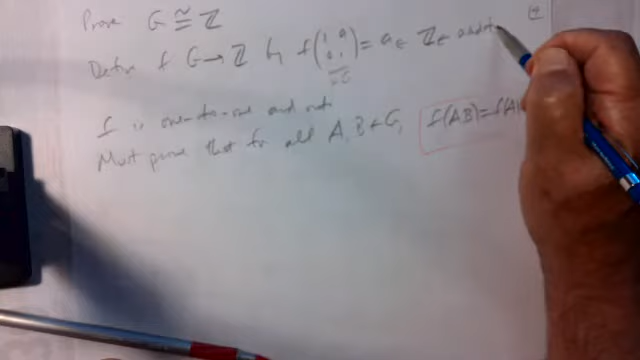 Prove G ≅ ℤ
Define f G → ℤ by f(1 a 0 1) = a ∈ ℤ ∈
∈ G
f is one-to-one and onto
Must prove that for all A, B ∈ G, f(AB) = f(A)